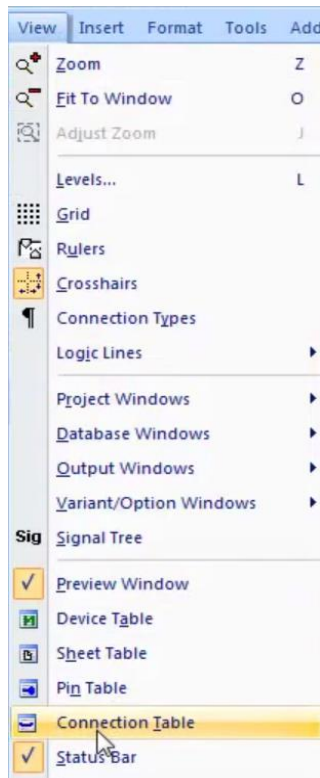 View Insert Format Tools Add
Zoom Z
Fit To Window O
Adjust Zoom J
Levels... L
Grid
Rulers
Crosshairs
¶ Connection Types
Logic Lines
Project Windows
Database Windows
Output Windows
Variant/Option Windows
Sig Signal Tree
Preview Window
Device Table
Sheet Table
Pin Table
Connection Table
Status Bar